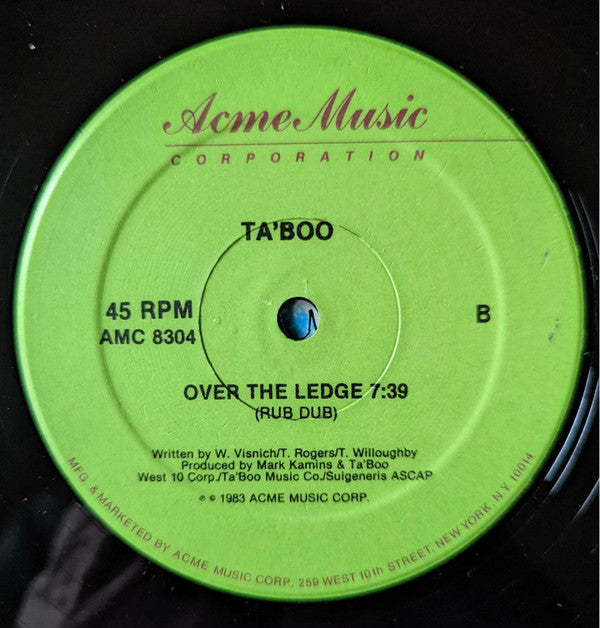 Acme Music
CORPORATION
TA'BOO
45 RPM
AMC 8304
B
OVER THE LEDGE 7:39
(RUB DUB)
Written by W. Visnich/T. Rogers/T. Willoughby
Produced by Mark Kamins & Ta'Boo
West 10 Corp./Ta'Boo Music Co./Sulgeneris ASCAP
℗ © 1983 ACME MUSIC CORP.
MFG. & MARKETED BY ACME MUSIC CORP. 259 WEST 10th STREET, NEW YORK, N.Y. 10014